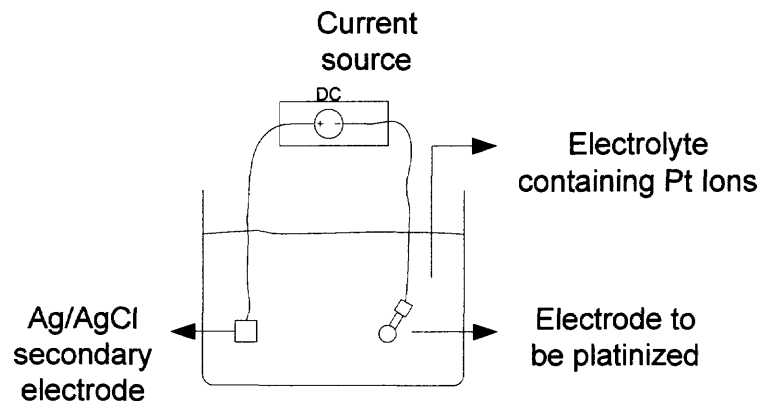 Current
source
DC
+ −
Electrolyte
containing Pt Ions
Ag/AgCl
secondary
electrode
Electrode to
be platinized